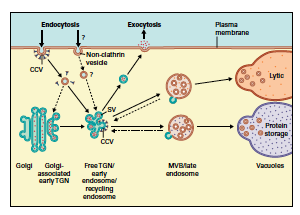 Endocytosis
Exocytosis
Plasma
membrane
?
Non-clathrin
vesicle
CCV
?
?
Lytic
SV
CCV
Protein
storage
Golgi
Golgi-
associated
early TGN
Free TGN/
early
endosome/
recycling
endosome
MVB/late
endosome
Vacuoles